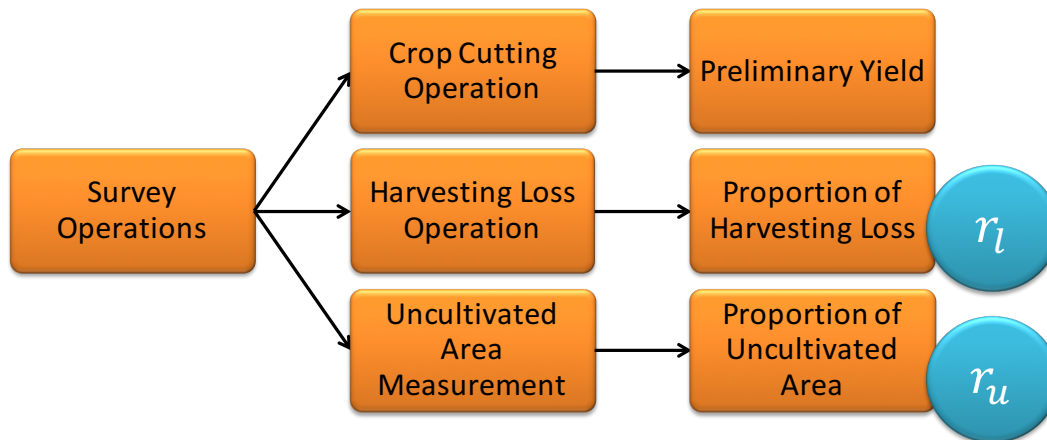 Survey
Operations
Crop Cutting
Operation
Preliminary Yield
Harvesting Loss
Operation
Proportion of
Harvesting Loss
r_l
Uncultivated
Area
Measurement
Proportion of
Uncultivated
Area
r_u